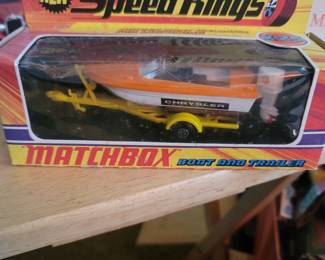 Speed Kings
CHRYSLER
MATCHBOX
BOAT AND TRAILER